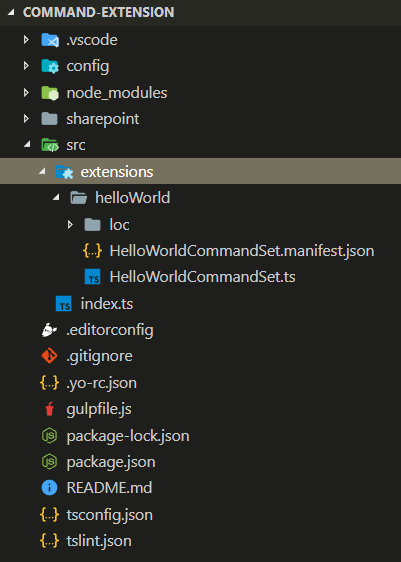 COMMAND-EXTENSION
.vscode
config
node_modules
sharepoint
src
extensions
helloWorld
loc
{..} HelloWorldCommandSet.manifest.json
TS HelloWorldCommandSet.ts
TS index.ts
.editorconfig
.gitignore
{..} .yo-rc.json
gulpfile.js
JS package-lock.json
JS package.json
README.md
{..} tsconfig.json
{..} tslint.json